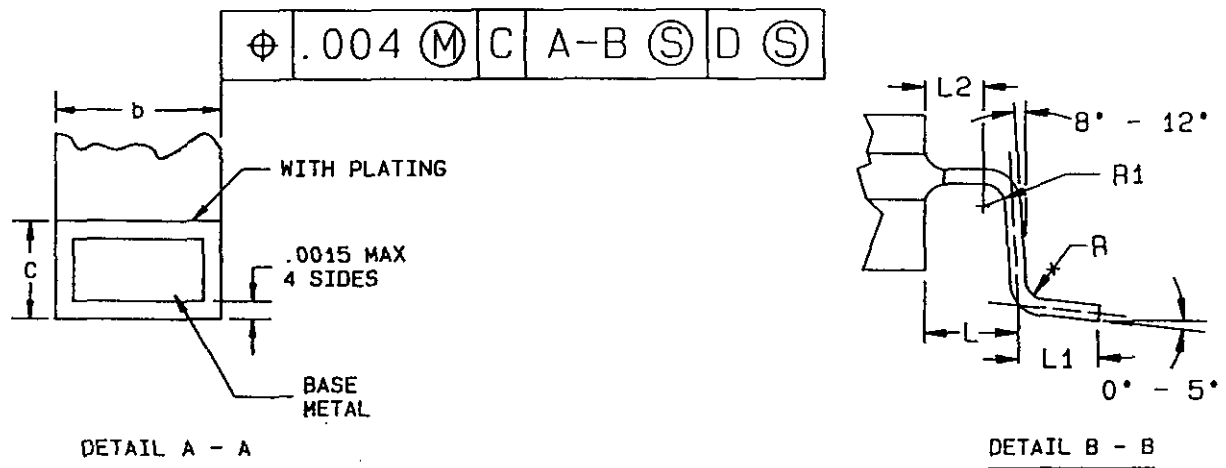 ⌖ .004 Ⓜ C A-B Ⓢ D Ⓢ
b
WITH PLATING
C
.0015 MAX
4 SIDES
BASE
METAL
DETAIL A - A
L2
8° - 12°
R1
R
L
L1
0° - 5°
DETAIL B - B